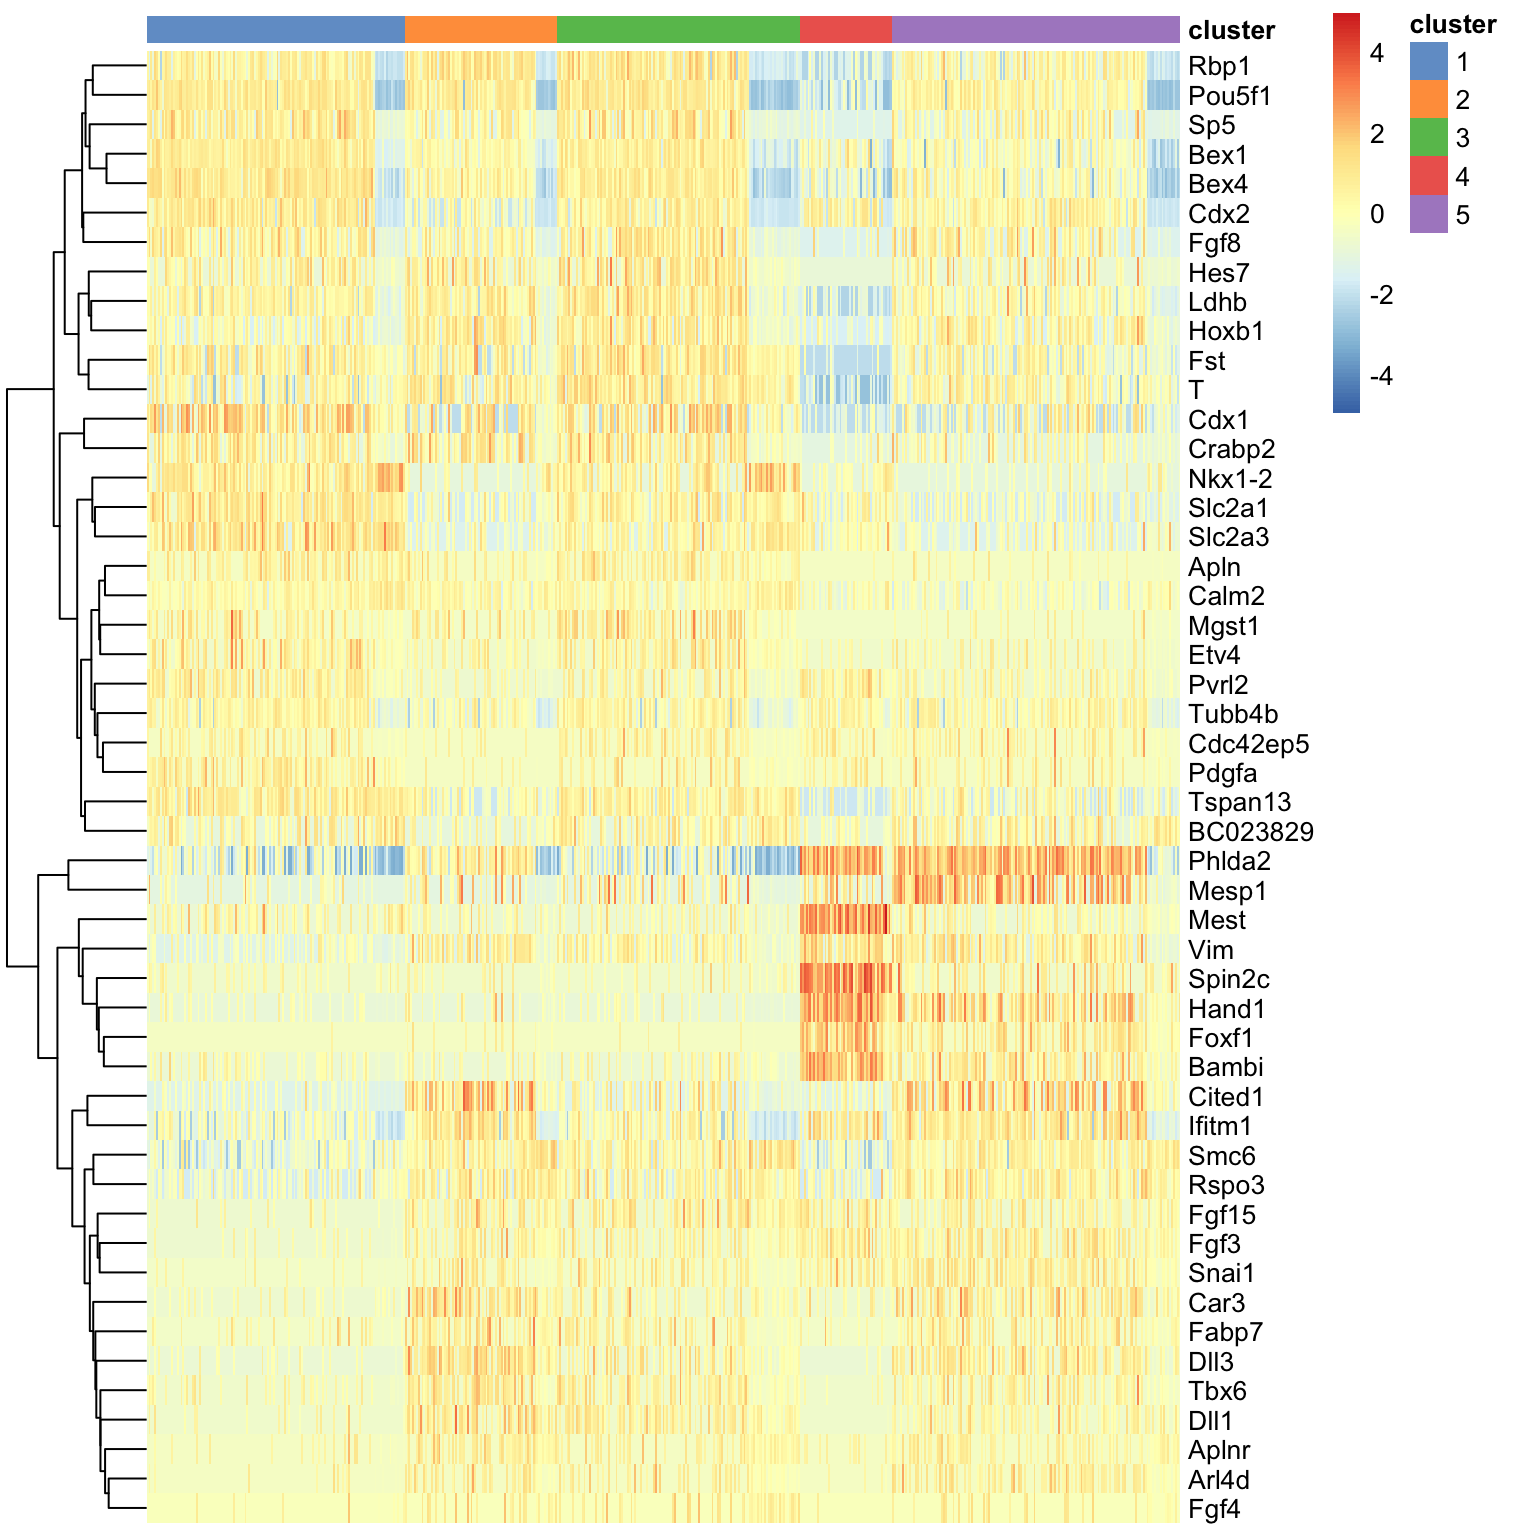 cluster
Rbp1
Pou5f1
Sp5
Bex1
Bex4
Cdx2
Fgf8
Hes7
Ldhb
Hoxb1
Fst
T
Cdx1
Crabp2
Nkx1-2
Slc2a1
Slc2a3
Apln
Calm2
Mgst1
Etv4
Pvrl2
Tubb4b
Cdc42ep5
Pdgfa
Tspan13
BC023829
Phlda2
Mesp1
Mest
Vim
Spin2c
Hand1
Foxf1
Bambi
Cited1
Ifitm1
Smc6
Rspo3
Fgf15
Fgf3
Snai1
Car3
Fabp7
Dll3
Tbx6
Dll1
Aplnr
Arl4d
Fgf4
4
2
0
-2
-4
cluster
1
2
3
4
5